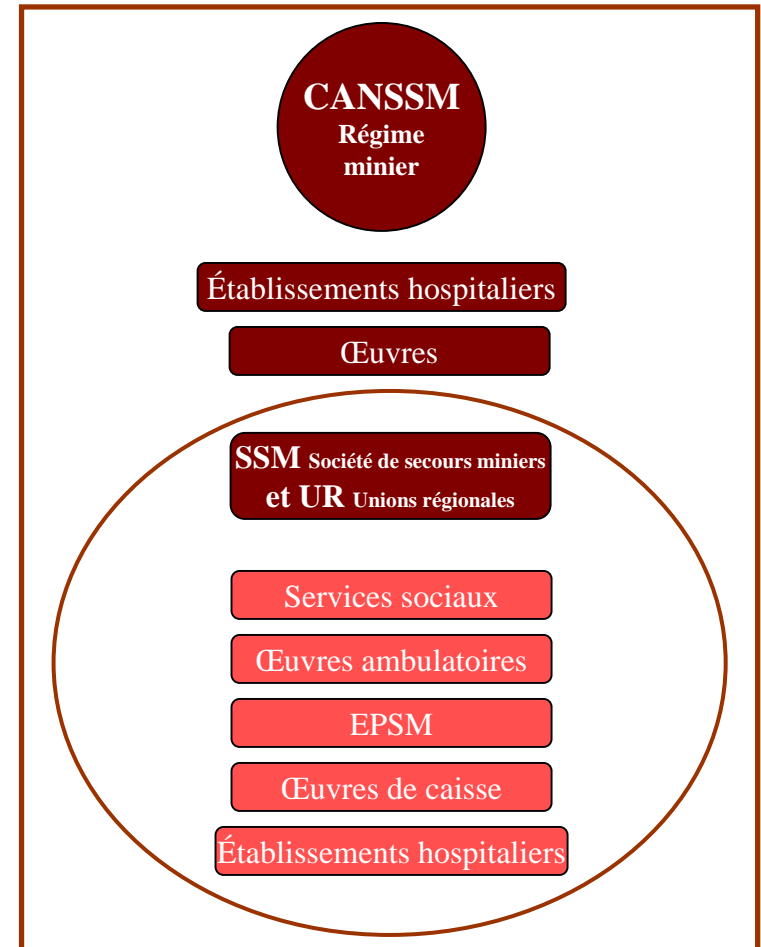 CANSSM
Régime
minier
Établissements hospitaliers
Œuvres
SSM Société de secours miniers
et UR Unions régionales
Services sociaux
Œuvres ambulatoires
EPSM
Œuvres de caisse
Établissements hospitaliers